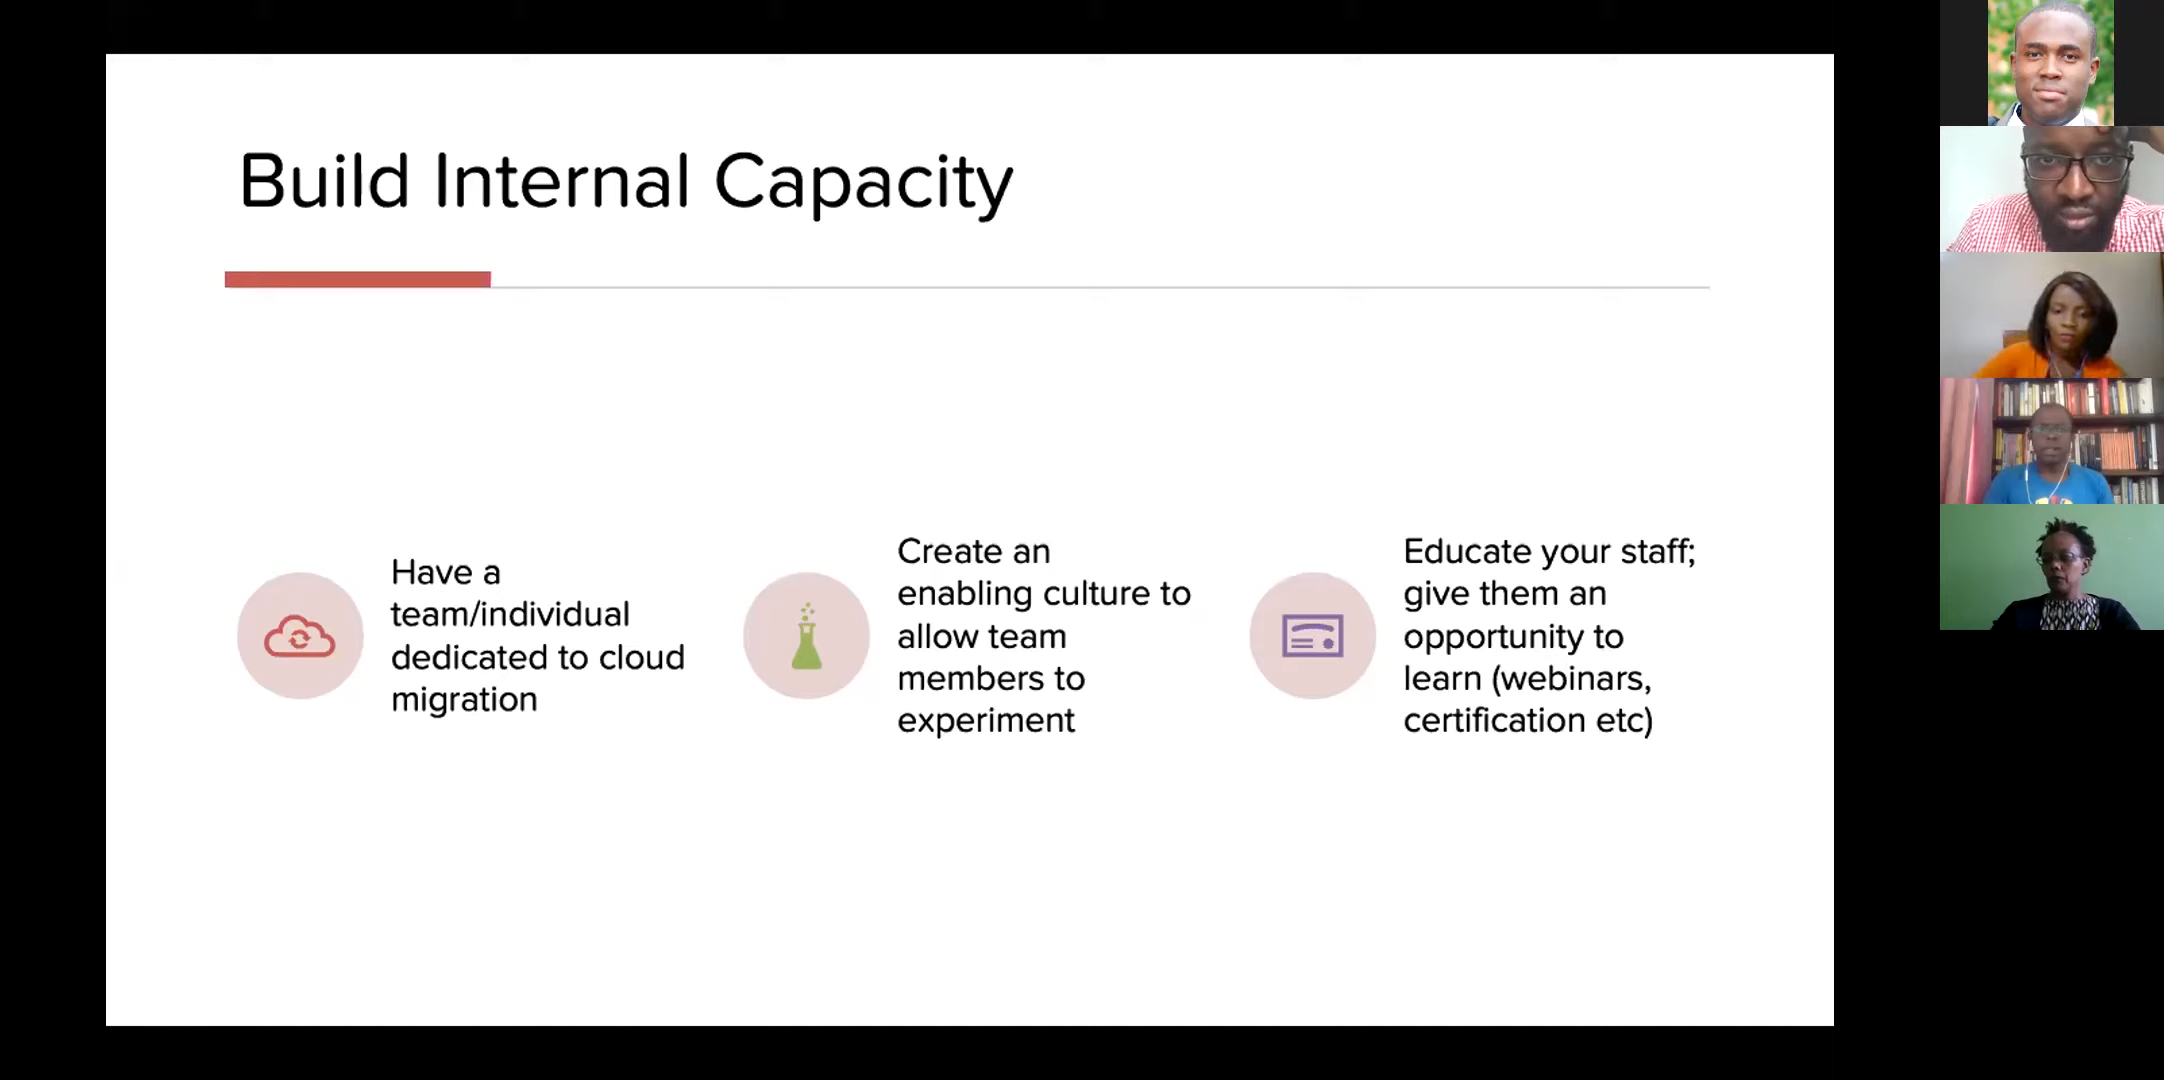 Build Internal Capacity
Have a
team/individual
dedicated to cloud
migration
Create an
enabling culture to
allow team
members to
experiment
Educate your staff;
give them an
opportunity to
learn (webinars,
certification etc)